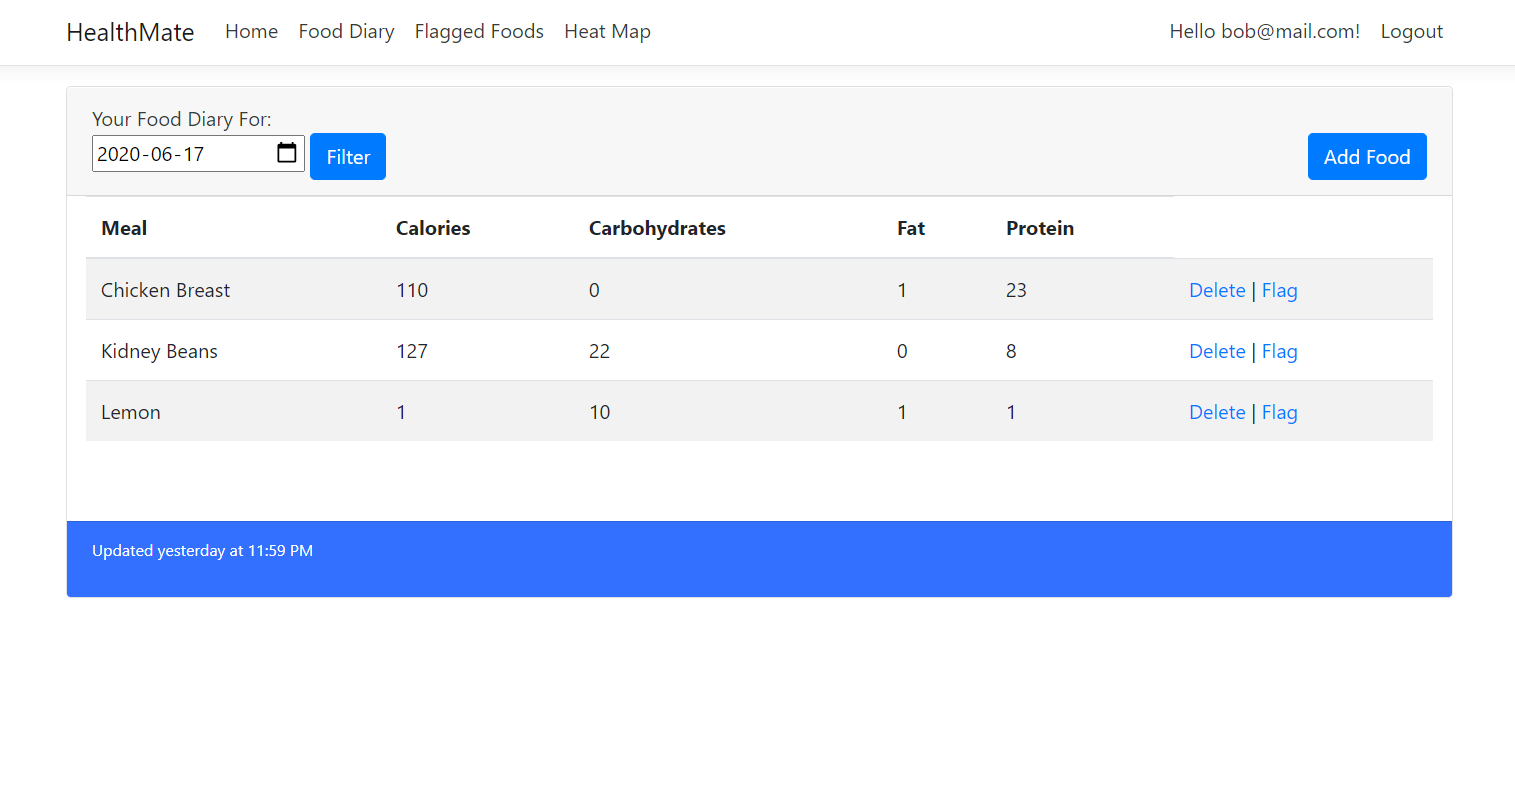 HealthMate Home Food Diary Flagged Foods Heat Map Hello bob@mail.com! Logout
Your Food Diary For:
2020-06-17 Filter Add Food
Meal Calories Carbohydrates Fat Protein
Chicken Breast 110 0 1 23 Delete | Flag
Kidney Beans 127 22 0 8 Delete | Flag
Lemon 1 10 1 1 Delete | Flag
Updated yesterday at 11:59 PM